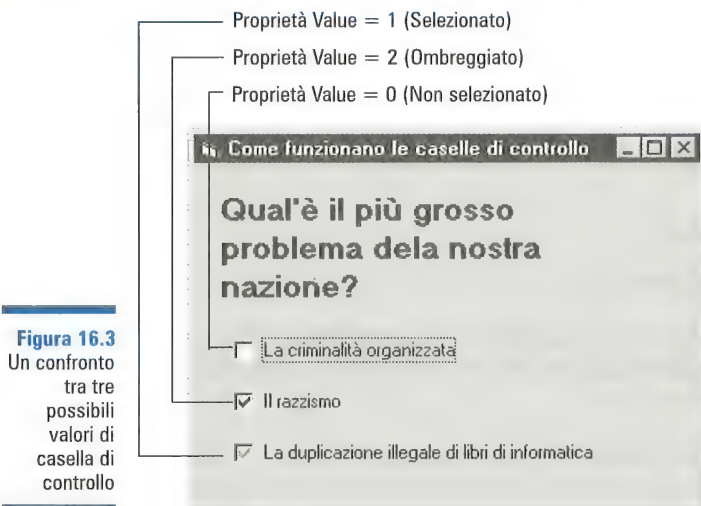 Proprietà Value = 1 (Selezionato)
Proprietà Value = 2 (Ombreggiato)
Proprietà Value = 0 (Non selezionato)
Come funzionano le caselle di controllo
Qual'è il più grosso
problema dela nostra
nazione?
La criminalità organizzata
Il razzismo
La duplicazione illegale di libri di informatica
Figura 16.3
Un confronto
tra tre
possibili
valori di
casella di
controllo